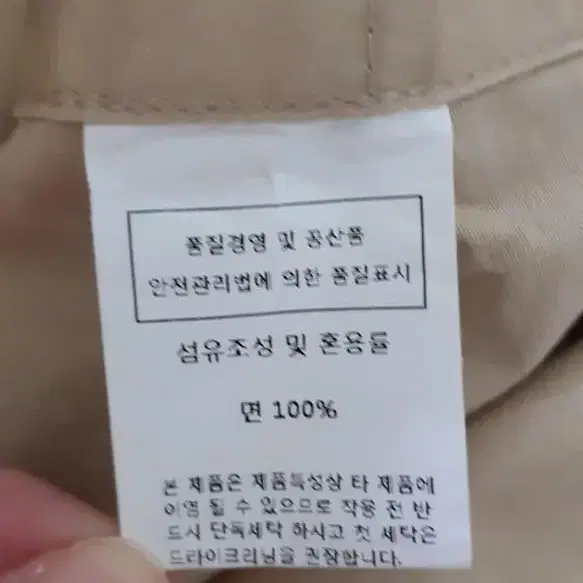 품질경영 및 공산품
안전관리법에 의한 품질표시
섬유조성 및 혼용률
면 100%
본 제품은 제품특성상 타 제품에
이염 될 수 있으므로 착용 전 반
드시 단독세탁 하시고 첫 세탁은
드라이크리닝을 권장합니다.